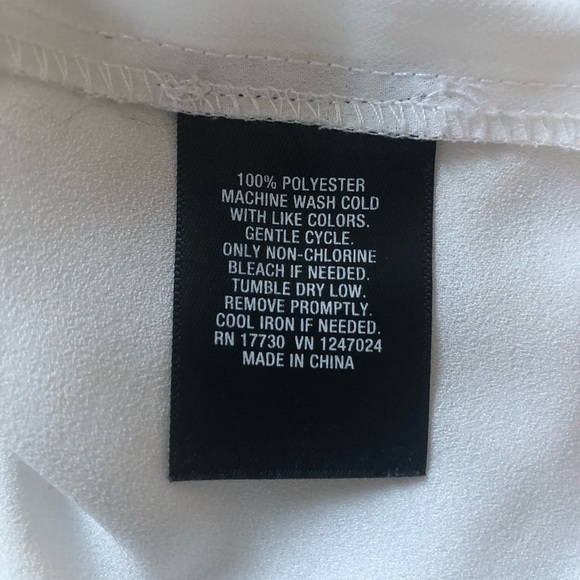 100% POLYESTER
MACHINE WASH COLD
WITH LIKE COLORS.
GENTLE CYCLE.
ONLY NON-CHLORINE
BLEACH IF NEEDED.
TUMBLE DRY LOW.
REMOVE PROMPTLY.
COOL IRON IF NEEDED.
RN 17730 VN 1247024
MADE IN CHINA